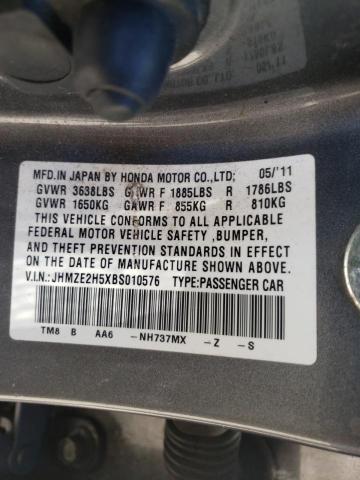 MFD.IN JAPAN BY HONDA MOTOR CO.,LTD; 05/'11
GVWR 3638LBS GAWR F 1885LBS R 1786LBS
GVWR 1650KG GAWR F 855KG R 810KG
THIS VEHICLE CONFORMS TO ALL APPLICABLE
FEDERAL MOTOR VEHICLE SAFETY ,BUMPER,
AND THEFT PREVENTION STANDARDS IN EFFECT
ON THE DATE OF MANUFACTURE SHOWN
ABOVE.
V.I.N.: JHMZE2H5XBS010576 TYPE:PASSENGER CAR
TM8 B AA6 -NH737MX -Z -S